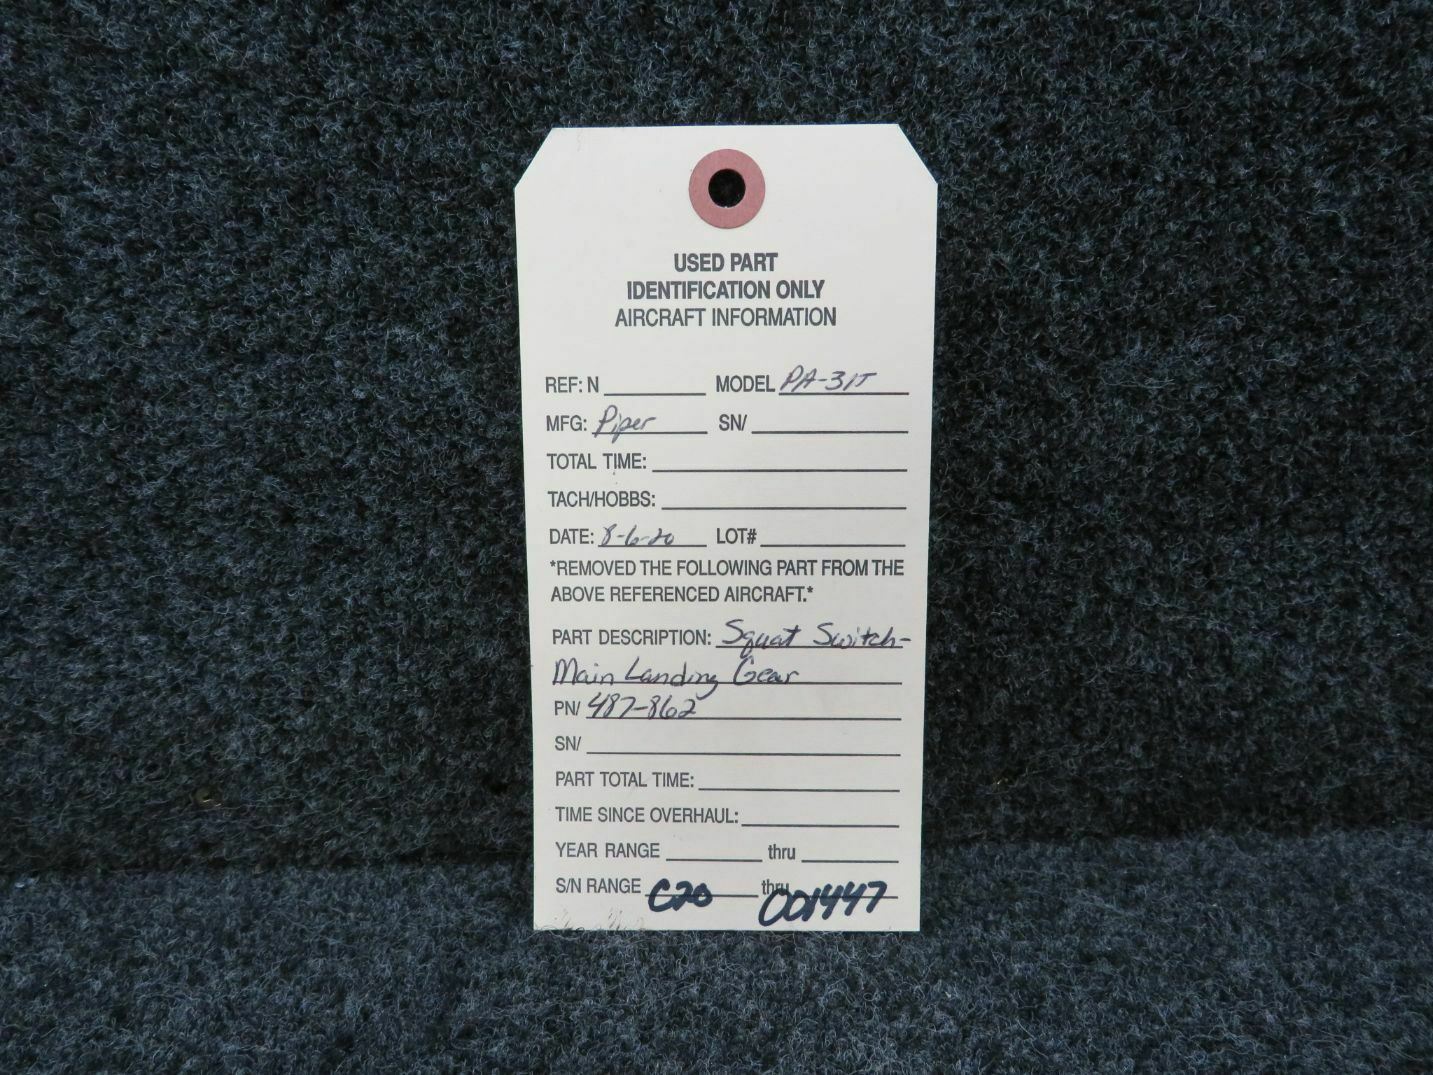 USED PART
IDENTIFICATION ONLY
AIRCRAFT INFORMATION
REF: N MODEL PA-31T
MFG: Piper SN/
TOTAL TIME:
TACH/HOBBS:
DATE: 8-6-20 LOT#
*REMOVED THE FOLLOWING PART FROM THE
ABOVE REFERENCED AIRCRAFT.*
PART DESCRIPTION: Squat Switch-
Main Landing Gear
PN/ 487-862
SN/
PART TOTAL TIME:
TIME SINCE OVERHAUL:
YEAR RANGE thru
S/N RANGE C20 thru 001447